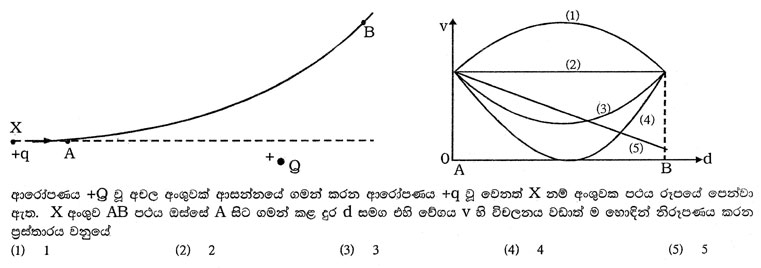 X
+q
A
B
+
Q
v
(1)
(2)
(3)
(4)
(5)
0
A
B
d
ආරෝපණය +Q වූ අචල අංශුවක් ආසන්නයේ ගමන් කරන ආරෝපණය +q වූ වෙනත් X නම් අංශුවක පථය රූපයේ පෙන්වා
ඇත. X අංශුව AB පථය ඔස්සේ A සිට ගමන් කළ දුර d සමග එහි වේගය v හි විචලනය වඩාත් ම හොදින් නිරූපණය කරන
ප්‍රස්තාරය වනුයේ
(1) 1 (2) 2 (3) 3 (4) 4 (5) 5